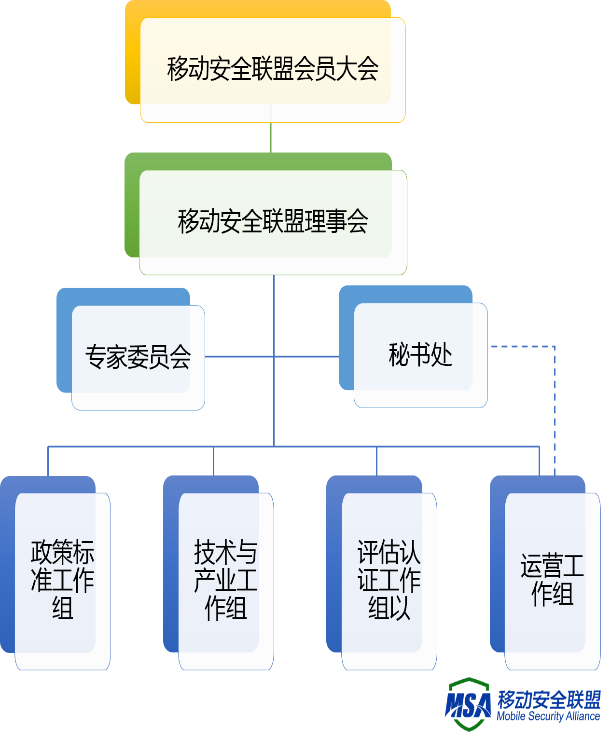 移动安全联盟会员大会
移动安全联盟理事会
专家委员会
秘书处
政策标
准工作
组
技术与
产业工
作组
评估认
证工作
组以
运营工
作组
MSA
移动安全联盟
Mobile Security Alliance